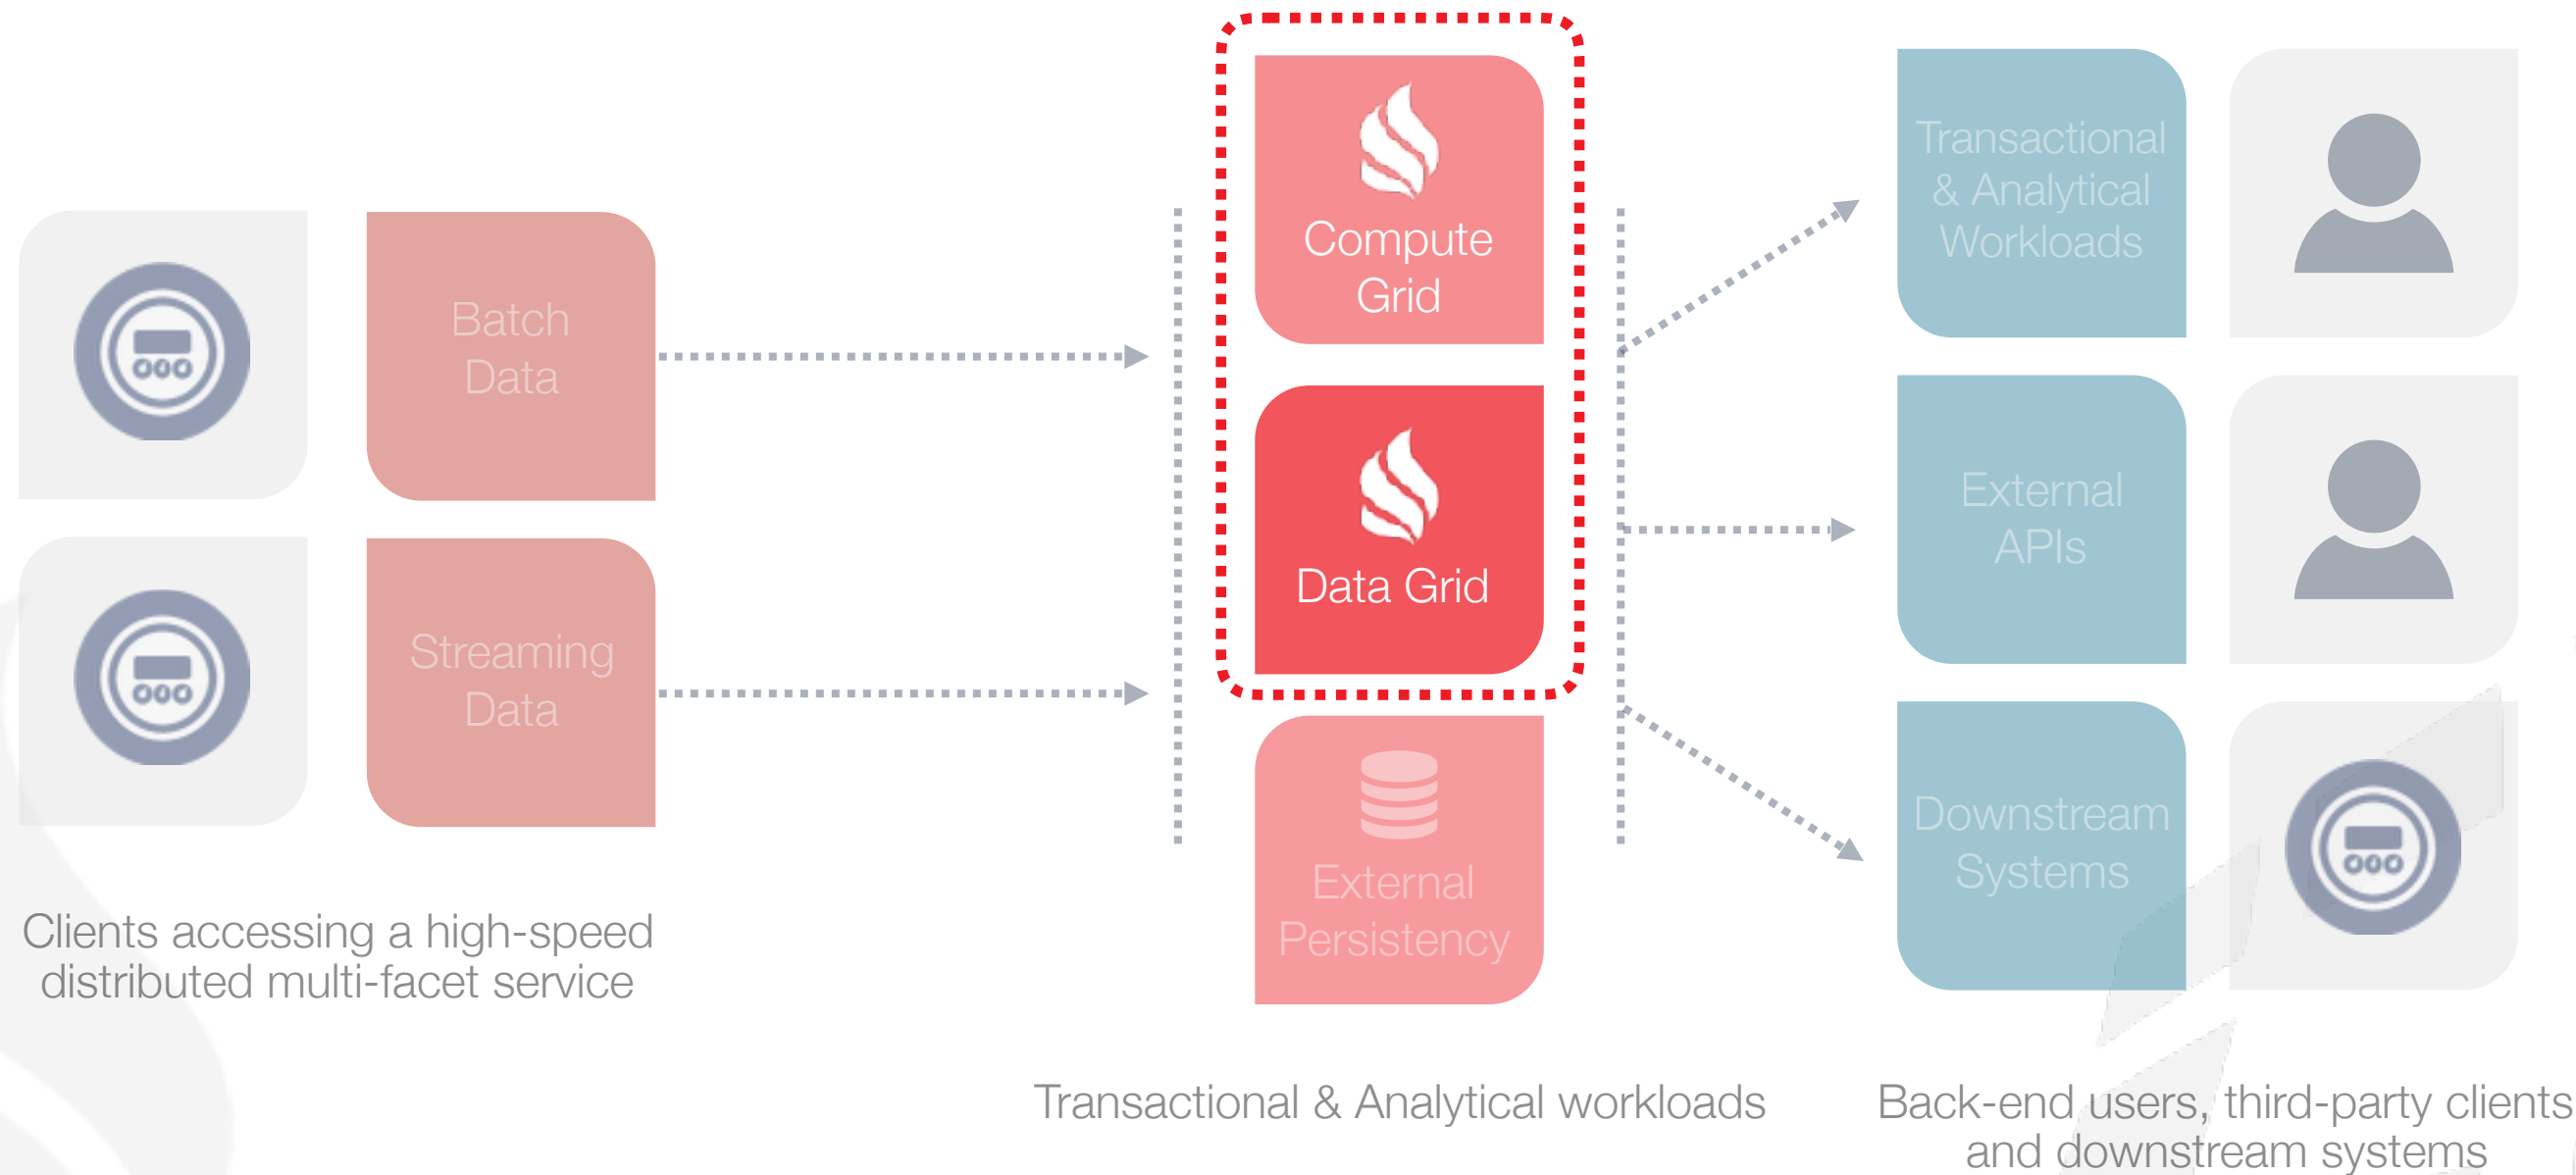 Batch
Data
Streaming
Data
Clients accessing a high-speed
distributed multi-facet service
Compute
Grid
Data Grid
External
Persistency
Transactional & Analytical workloads
Transactional
& Analytical
Workloads
External
APIs
Downstream
Systems
Back-end users, third-party clients
and downstream systems